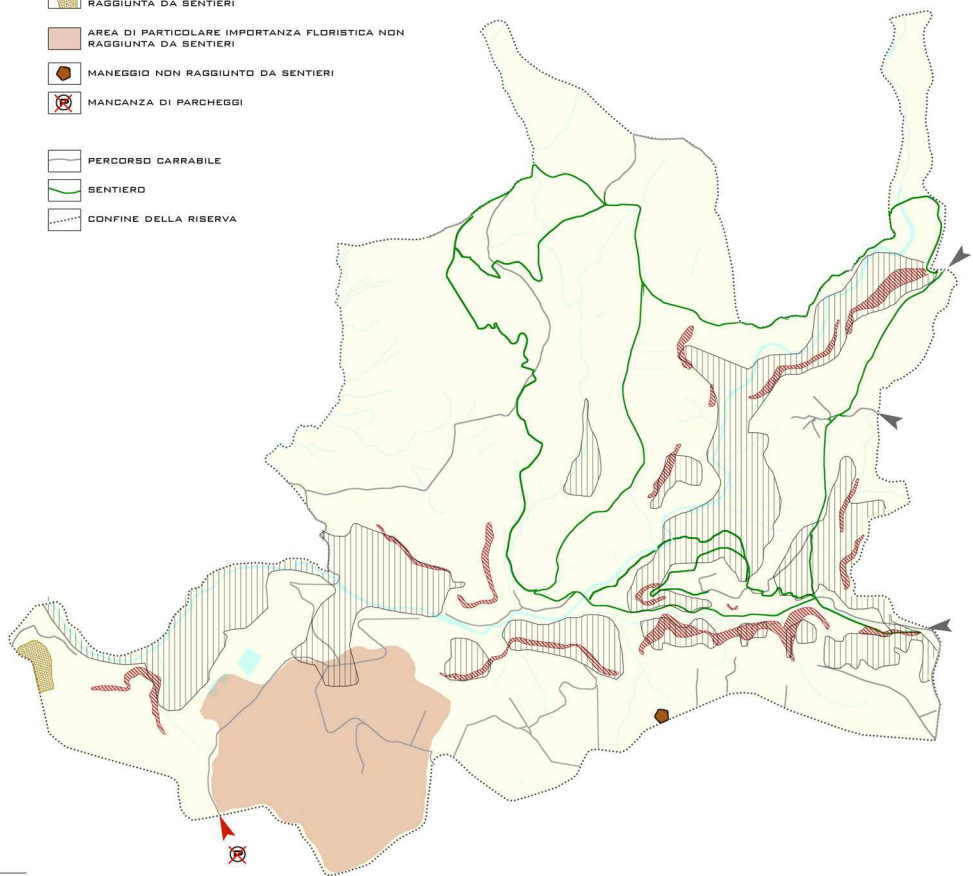 RAGGIUNTA DA SENTIERI
AREA DI PARTICOLARE IMPORTANZA FLORISTICA NON
RAGGIUNTA DA SENTIERI
MANEGGIO NON RAGGIUNTO DA SENTIERI
MANCANZA DI PARCHEGGI
PERCORSO CARRABILE
SENTIERO
CONFINE DELLA RISERVA